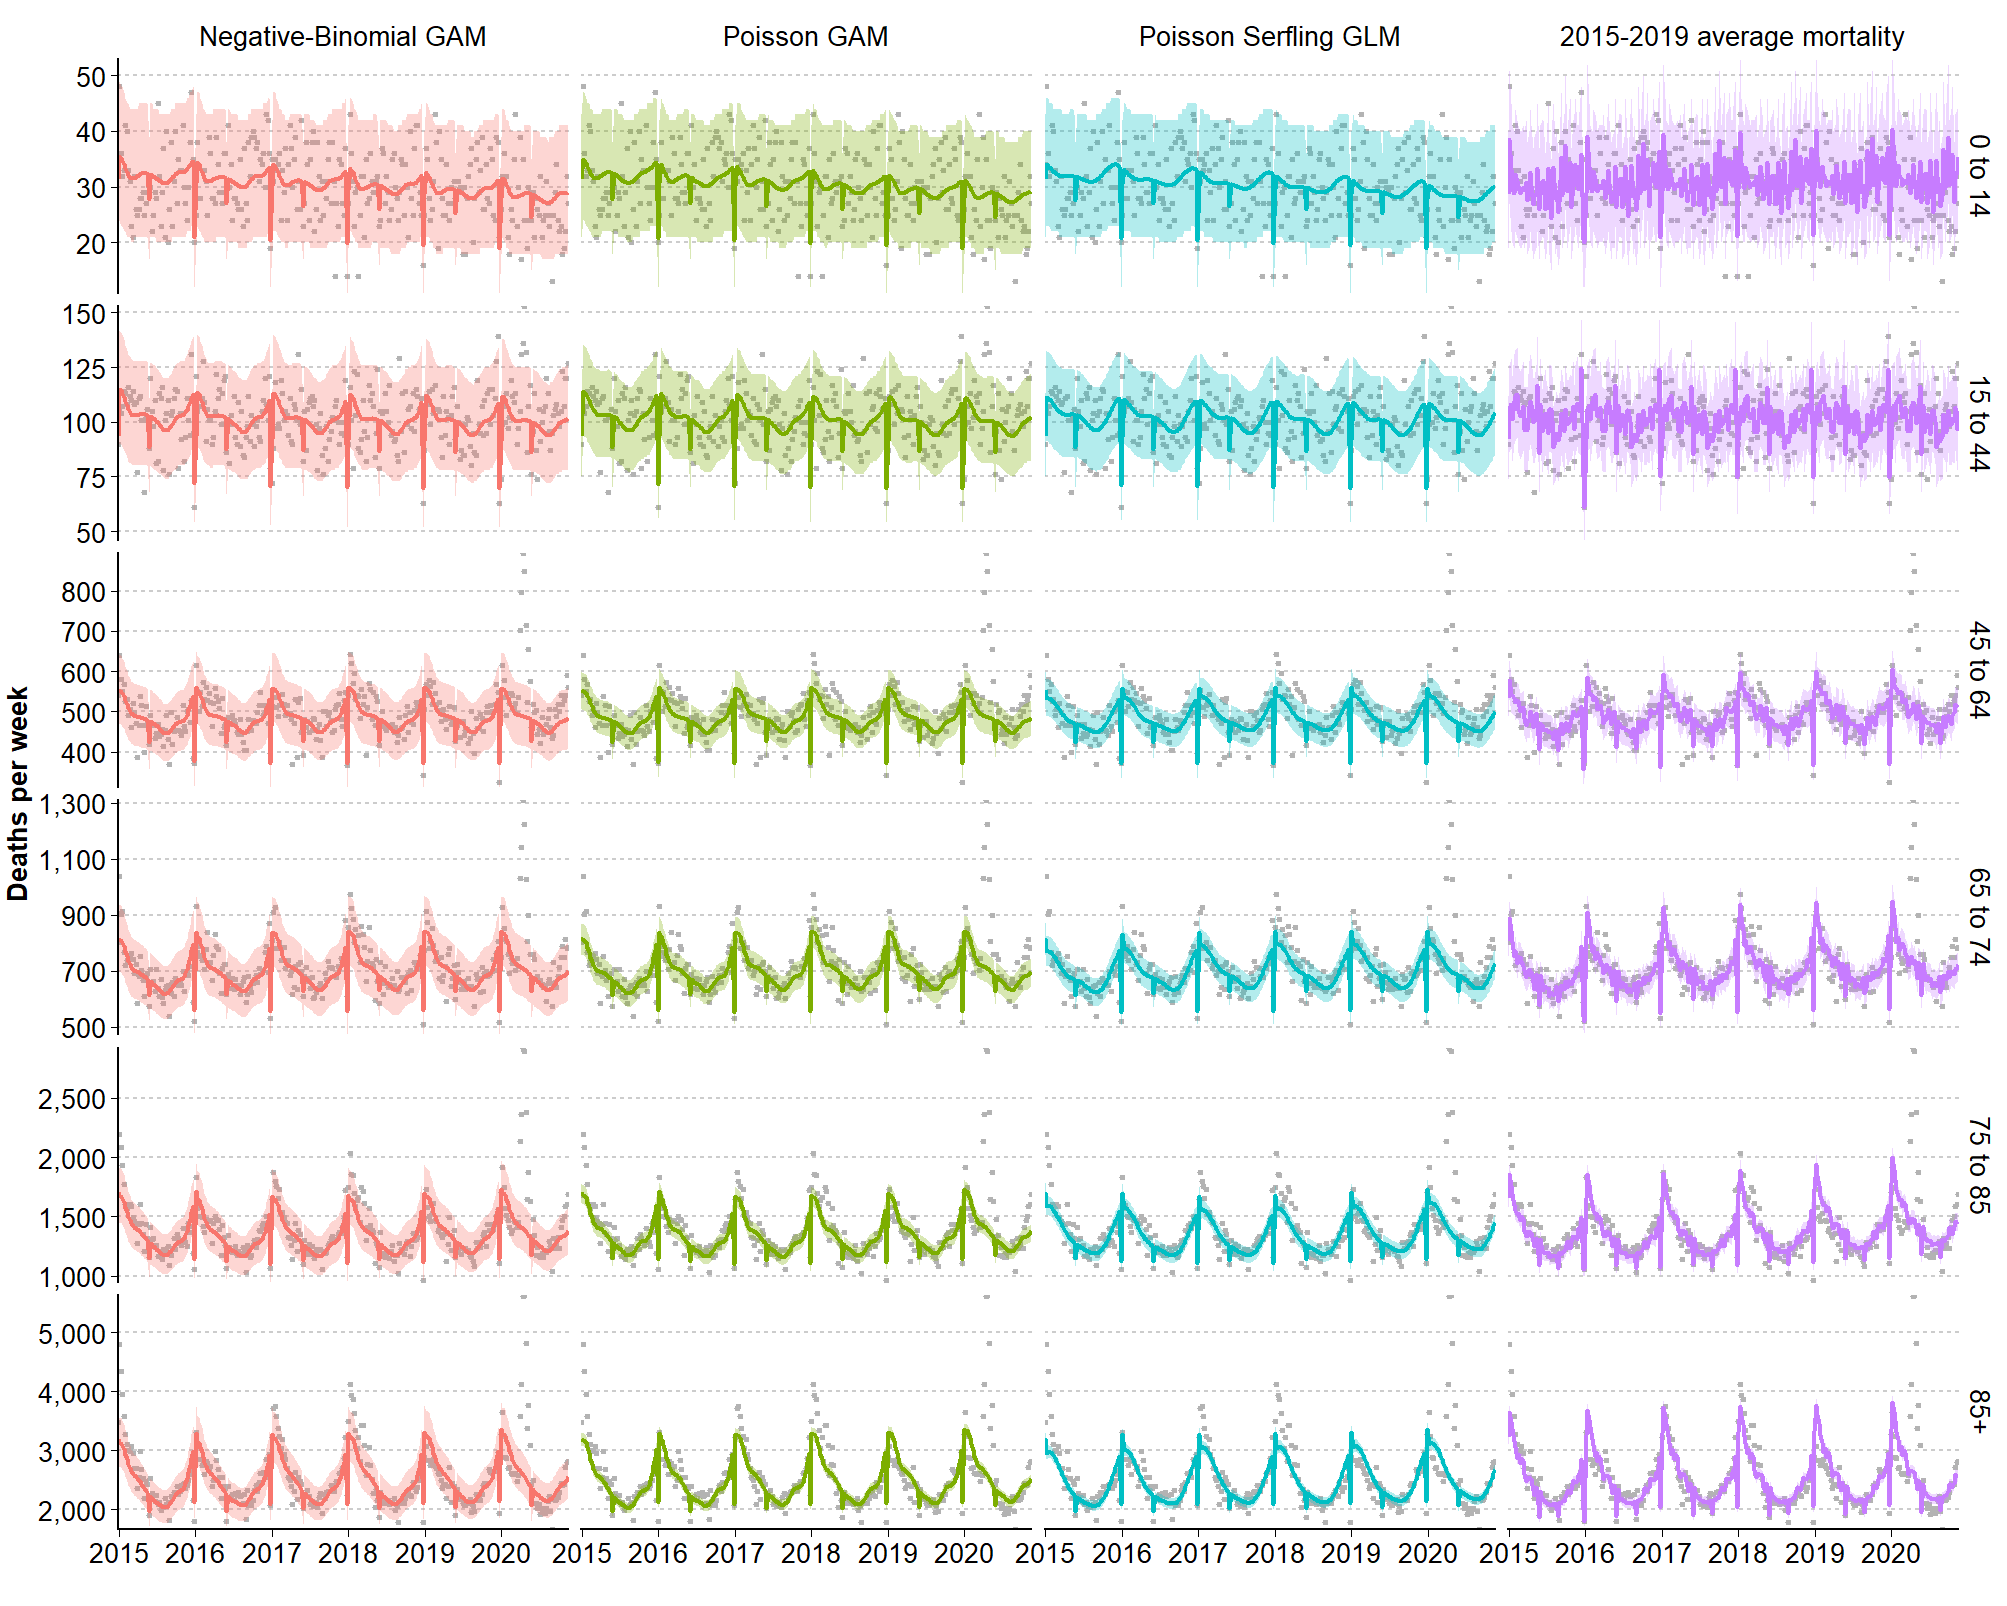 Negative-Binomial GAM
Poisson GAM
Poisson Serfling GLM
2015-2019 average mortality
Deaths per week
50
40
30
20
0 to 14
150
125
100
75
50
15 to 44
800
700
600
500
400
45 to 64
1,300
1,100
900
700
500
65 to 74
2,500
2,000
1,500
1,000
75 to 85
5,000
4,000
3,000
2,000
85+
2015 2016 2017 2018 2019 2020
2015 2016 2017 2018 2019 2020
2015 2016 2017 2018 2019 2020
2015 2016 2017 2018 2019 2020